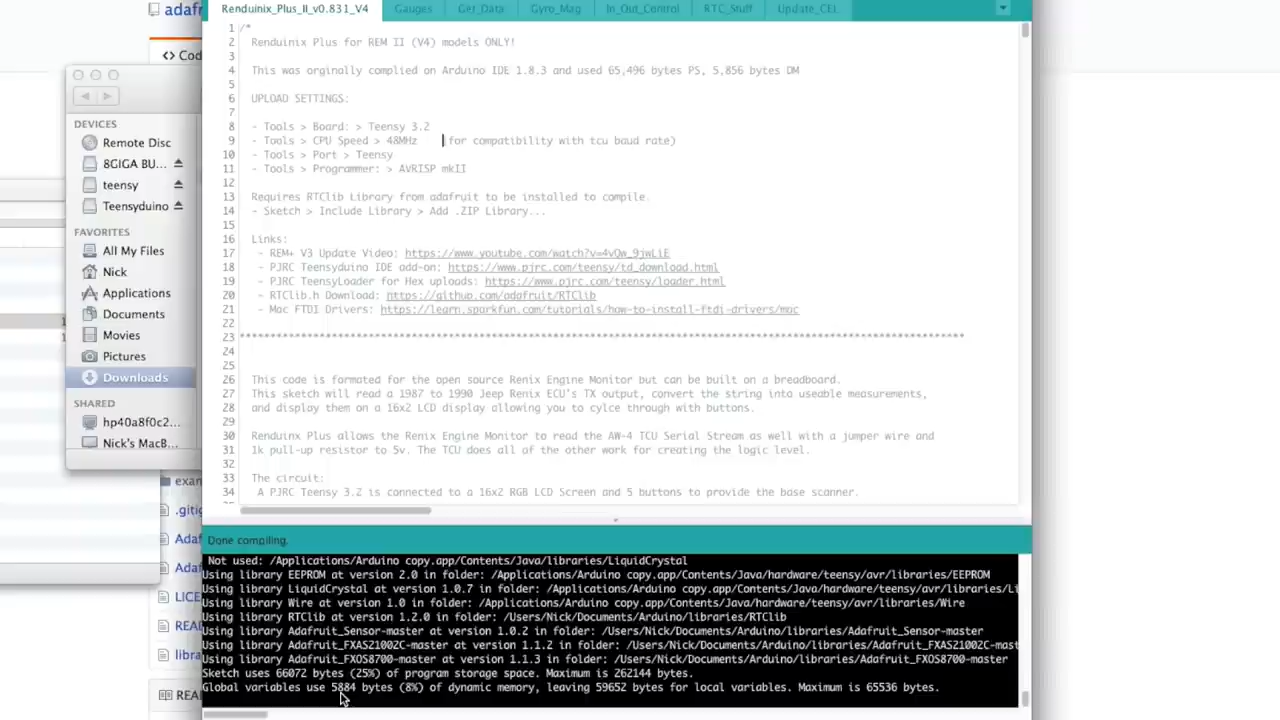 adafr
Code
exan
.gitig
Adaf
Adaf
LICE
REA
libra
REA
DEVICES
Remote Disc
8GIGA BU...
teensy
Teensyduino
FAVORITES
All My Files
Nick
Applications
Documents
Movies
Pictures
Downloads
SHARED
hp40a8f0c2...
Nick's MacB...
Renduinix_Plus_II_v0.831_V4 Gauges Get_Data Gyro_Mag In_Out_Control RTC_Stuff Update_CEL
1 /*
2 Renduinix Plus for REM II (V4) models ONLY!
3
4 This was orginally complied on Arduino IDE 1.8.3 and used 65,496 bytes PS, 5,856 bytes DM
5
6 UPLOAD SETTINGS:
7
8 - Tools > Board: > Teensy 3.2
9 - Tools > CPU Speed > 48MHz (for compatibility with tcu baud rate)
10 - Tools > Port > Teensy
11 - Tools > Programmer: > AVRISP mkII
12
13 Requires RTClib Library from adafruit to be installed to compile.
14 - Sketch > Include Library > Add .ZIP Library...
15
16 Links:
17 - REM+ V3 Update Video: https://www.youtube.com/watch?v=4vQw_9jwLiE
18 - PJRC Teensyduino IDE add-on: https://www.pjrc.com/teensy/td_download.html
19 - PJRC TeensyLoader for Hex uploads: https://www.pjrc.com/teensy/loader.html
20 - RTClib.h Download: https://github.com/adafruit/RTClib
21 - Mac FTDI Drivers: https://learn.sparkfun.com/tutorials/how-to-install-ftdi-drivers/mac
22
23 ****************************************************************************************************************
24
25
26 This code is formated for the open source Renix Engine Monitor but can be built on a breadboard.
27 This sketch will read a 1987 to 1990 Jeep Renix ECU's TX output, convert the string into useable measurements,
28 and display them on a 16x2 LCD display allowing you to cylce through with buttons.
29
30 Renduinx Plus allows the Renix Engine Monitor to read the AW-4 TCU Serial Stream as well with a jumper wire and
31 1k pull-up resistor to 5v. The TCU does all of the other work for creating the logic level.
32
33 The circuit:
34 A PJRC Teensy 3.2 is connected to a 16x2 RGB LCD Screen and 5 buttons to provide the base scanner.
Done compiling.
Not used: /Applications/Arduino copy.app/Contents/Java/libraries/LiquidCrystal
Using library EEPROM at version 2.0 in folder: /Applications/Arduino copy.app/Contents/Java/hardware/teensy/avr/libraries/EEPROM
Using library LiquidCrystal at version 1.0.7 in folder: /Applications/Arduino copy.app/Contents/Java/hardware/teensy/avr/libraries/Li
Using library Wire at version 1.0 in folder: /Applications/Arduino copy.app/Contents/Java/hardware/teensy/avr/libraries/Wire
Using library RTClib at version 1.2.0 in folder: /Users/Nick/Documents/Arduino/libraries/RTClib
Using library Adafruit_Sensor-master at version 1.0.2 in folder: /Users/Nick/Documents/Arduino/libraries/Adafruit_Sensor-master
Using library Adafruit_FXAS21002C-master at version 1.1.2 in folder: /Users/Nick/Documents/Arduino/libraries/Adafruit_FXAS21002C-mast
Using library Adafruit_FXOS8700-master at version 1.1.3 in folder: /Users/Nick/Documents/Arduino/libraries/Adafruit_FXOS8700-master
Sketch uses 66072 bytes (25%) of program storage space. Maximum is 262144 bytes.
Global variables use 5884 bytes (8%) of dynamic memory, leaving 59652 bytes for local variables. Maximum is 65536 bytes.